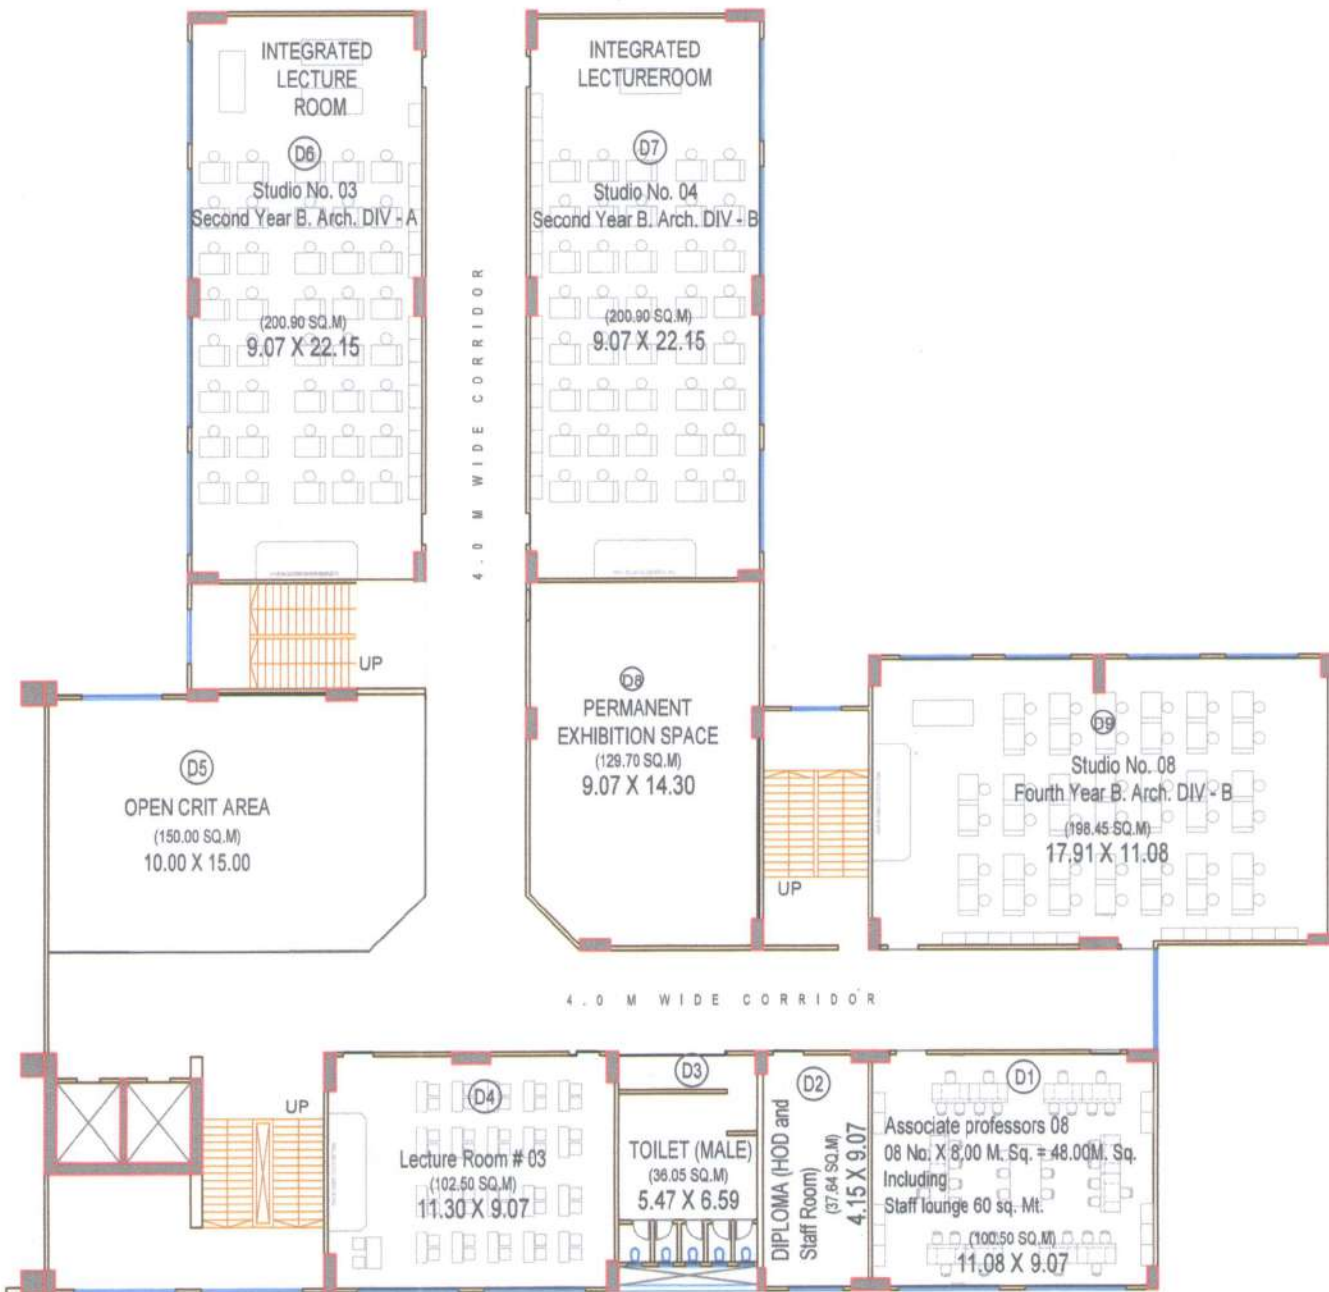 INTEGRATED
LECTURE
ROOM
D6
Studio No. 03
Second Year B. Arch. DIV - A
(200.90 SQ.M)
9.07 X 22.15
4.0 M WIDE CORRIDOR
INTEGRATED
LECTUREROOM
D7
Studio No. 04
Second Year B. Arch. DIV - B
(200.90 SQ.M)
9.07 X 22.15
UP
D5
OPEN CRIT AREA
(150.00 SQ.M)
10.00 X 15.00
D8
PERMANENT
EXHIBITION SPACE
(129.70 SQ.M)
9.07 X 14.30
UP
D9
Studio No. 08
Fourth Year B. Arch. DIV - B
(198.45 SQ.M)
17.91 X 11.08
4.0 M WIDE CORRIDOR
UP
D4
Lecture Room # 03
(102.50 SQ.M)
11.30 X 9.07
D3
TOILET (MALE)
(36.05 SQ.M)
5.47 X 6.59
D2
DIPLOMA (HOD and
Staff Room)
(37.64 SQ.M)
4.15 X 9.07
D1
Associate professors 08
08 No. X 8.00 M. Sq. = 48.00M. Sq.
Including
Staff lounge 60 sq. Mt.
(100.50 SQ.M)
11.08 X 9.07